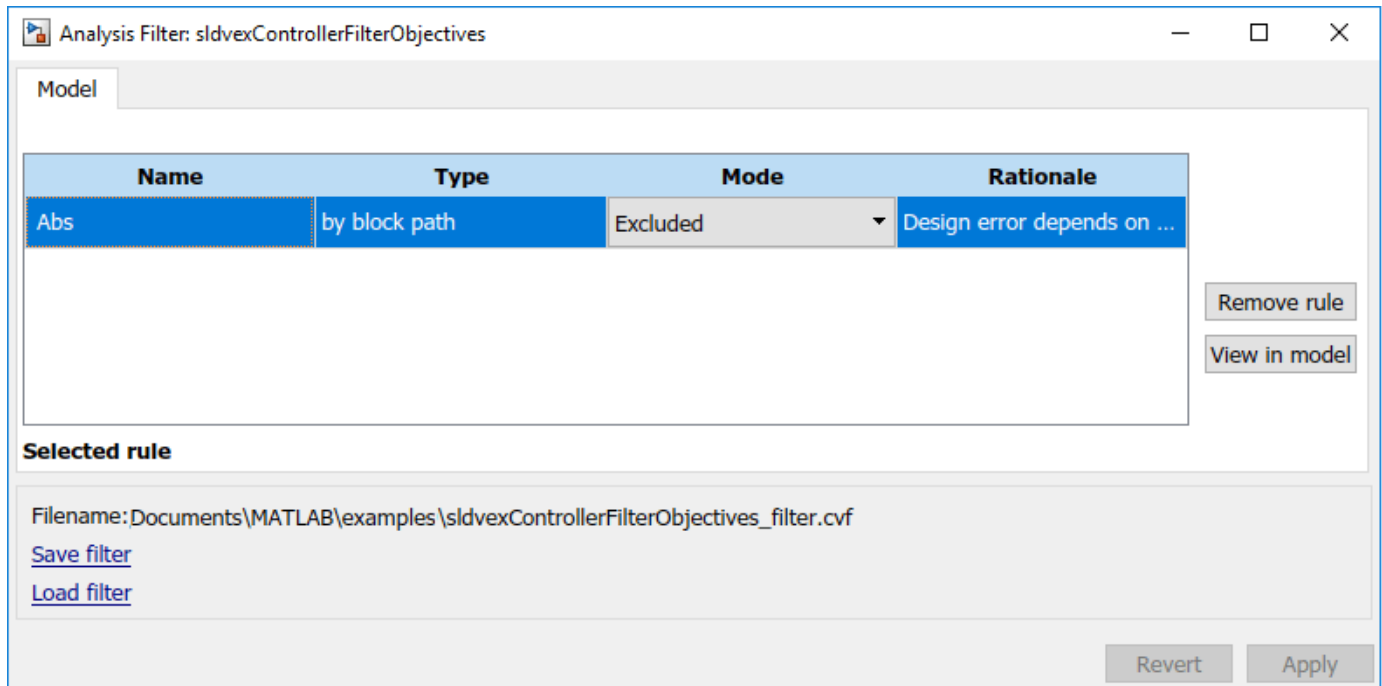 Analysis Filter: sldvexControllerFilterObjectives
Model
Name Type Mode Rationale
Abs by block path Excluded Design error depends on ...
Remove rule
View in model
Selected rule
Filename:Documents\MATLAB\examples\sldvexControllerFilterObjectives_filter.cvf
Save filter
Load filter
Revert Apply